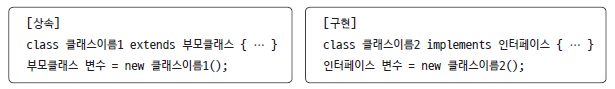 [상속]
class 클래스이름1 extends 부모클래스 { … }
부모클래스 변수 = new 클래스이름1();
[구현]
class 클래스이름2 implements 인터페이스 { … }
인터페이스 변수 = new 클래스이름2();